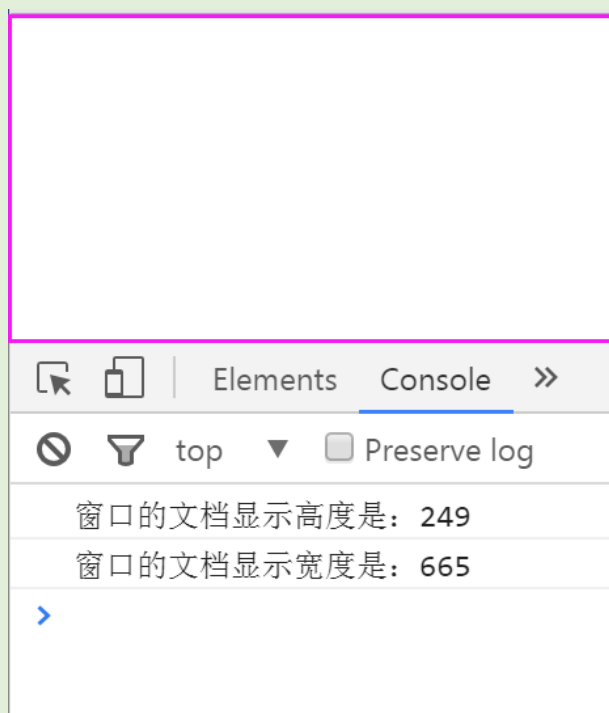 Elements Console »
top ▼ Preserve log
窗口的文档显示高度是：249
窗口的文档显示宽度是：665
>